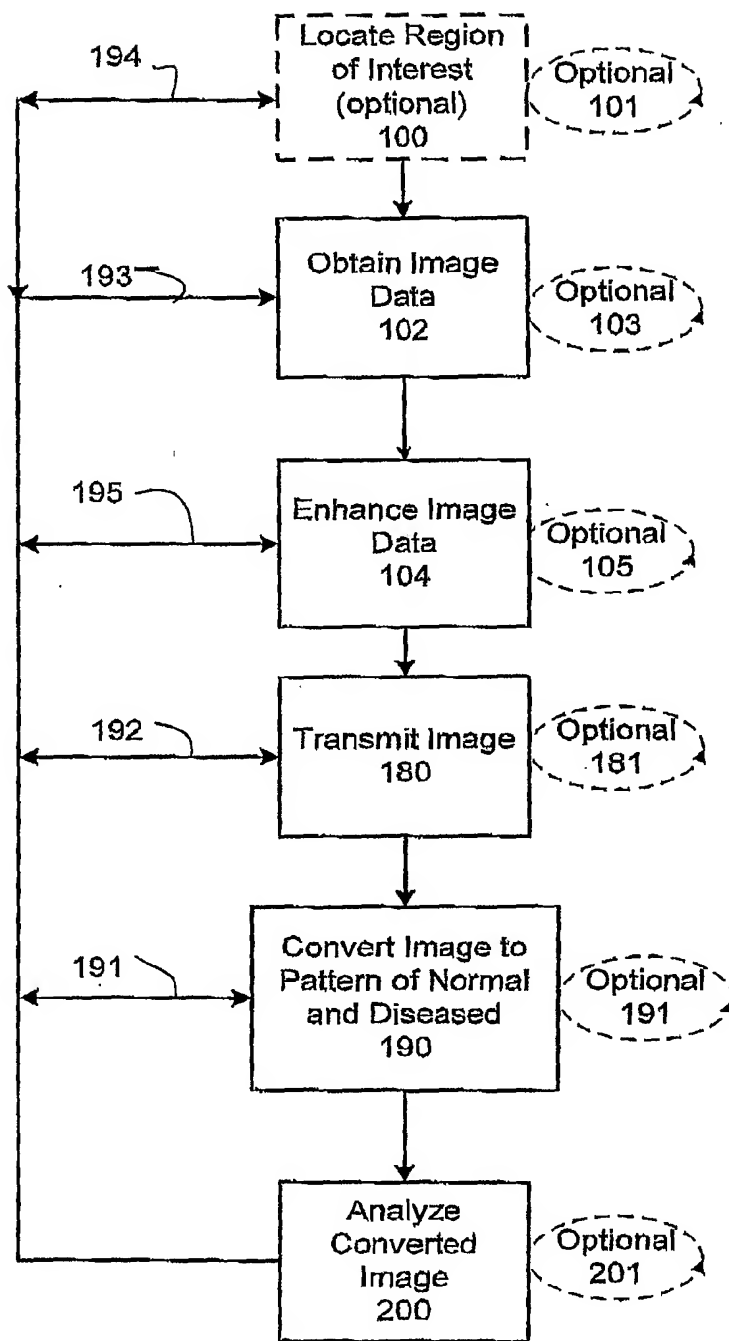 194
Locate Region
of Interest
(optional)
100
Optional
101
193
Obtain Image
Data
102
Optional
103
195
Enhance Image
Data
104
Optional
105
192
Transmit Image
180
Optional
181
191
Convert Image to
Pattern of Normal
and Diseased
190
Optional
191
Analyze
Converted
Image
200
Optional
201